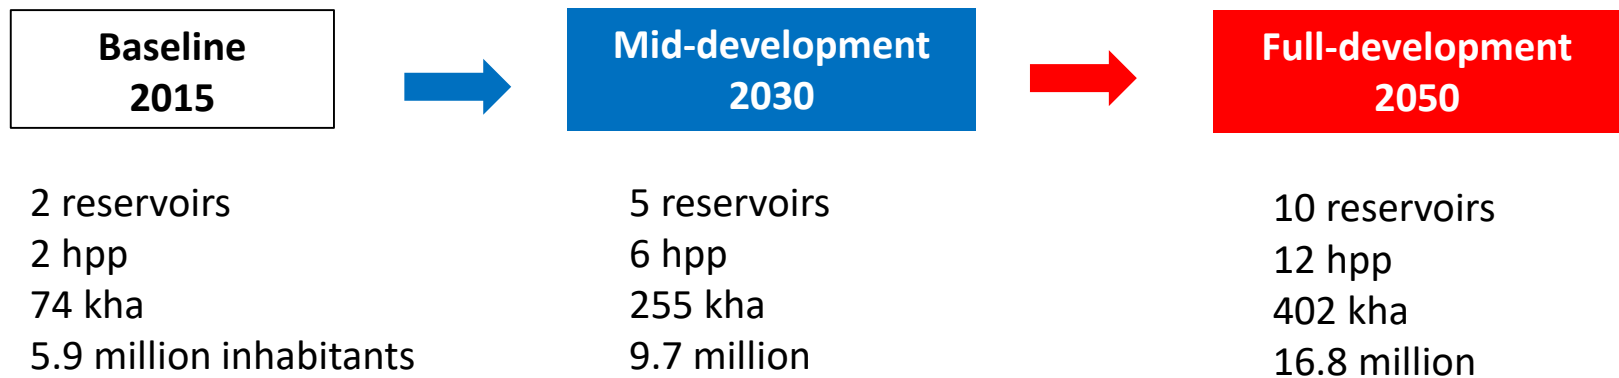 Baseline
2015
2 reservoirs
2 hpp
74 kha
5.9 million inhabitants
Mid-development
2030
5 reservoirs
6 hpp
255 kha
9.7 million
Full-development
2050
10 reservoirs
12 hpp
402 kha
16.8 million